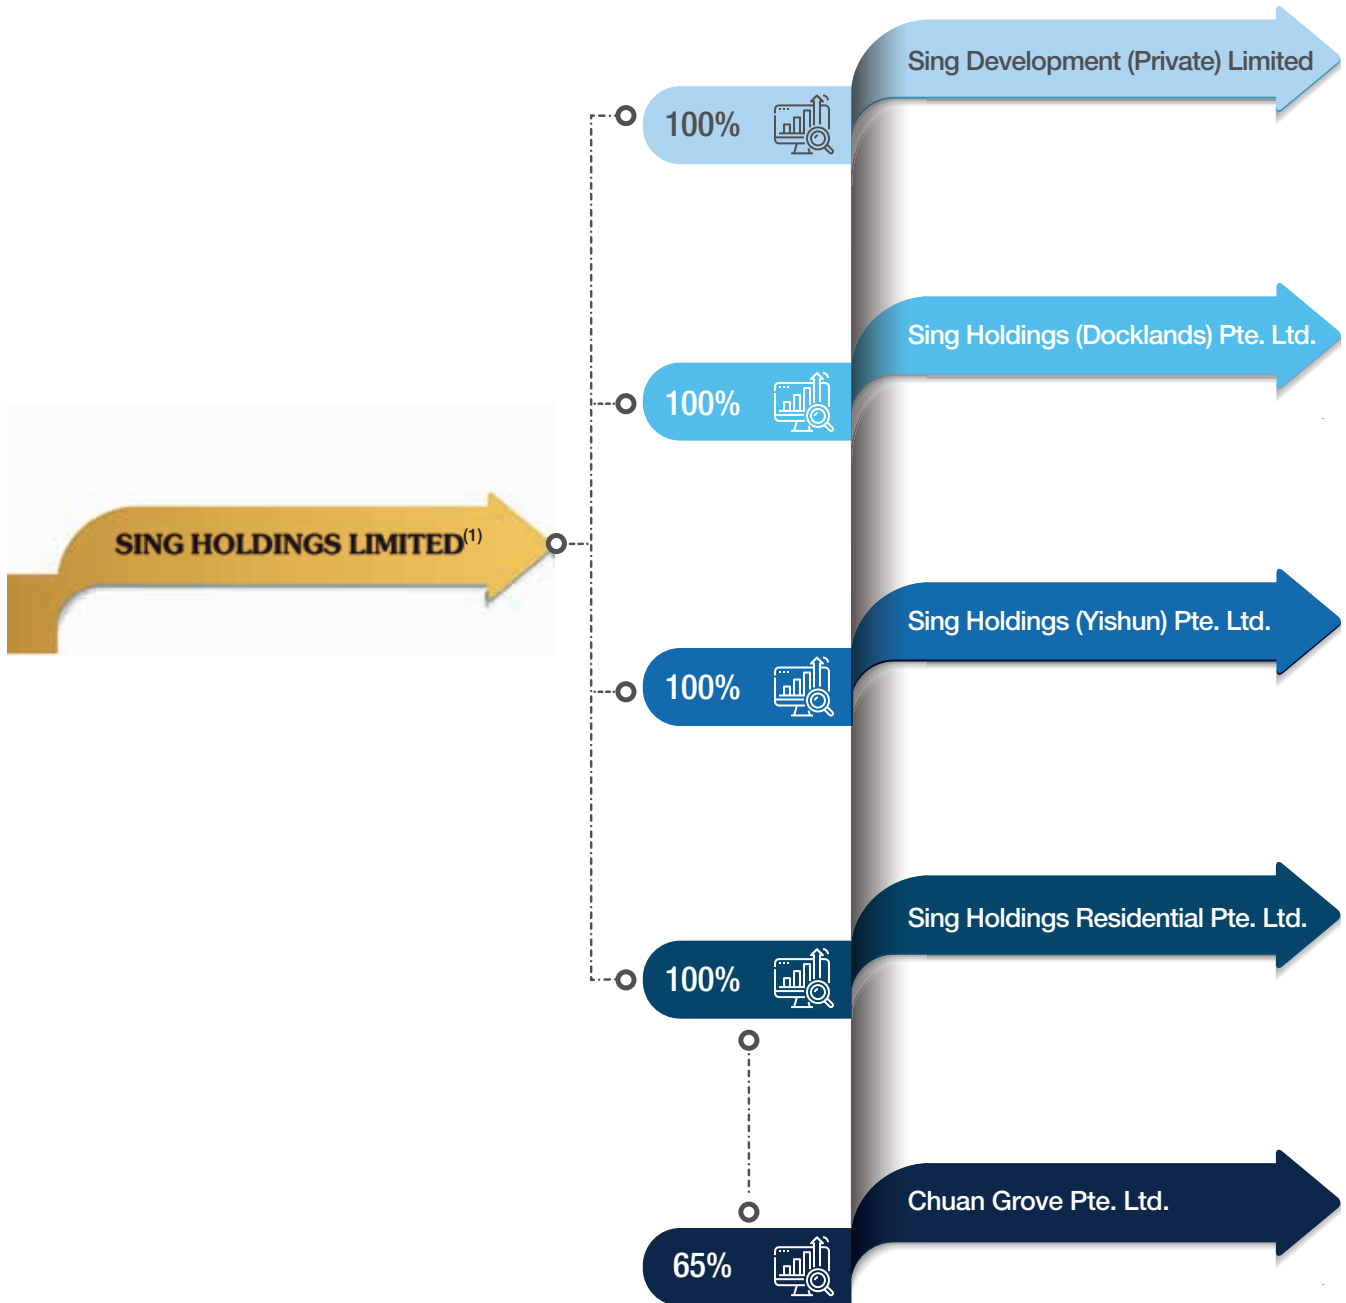 Sing Development (Private) Limited
100%
Sing Holdings (Docklands) Pte. Ltd.
100%
SING HOLDINGS LIMITED(1)
Sing Holdings (Yishun) Pte. Ltd.
100%
Sing Holdings Residential Pte. Ltd.
100%
Chuan Grove Pte. Ltd.
65%